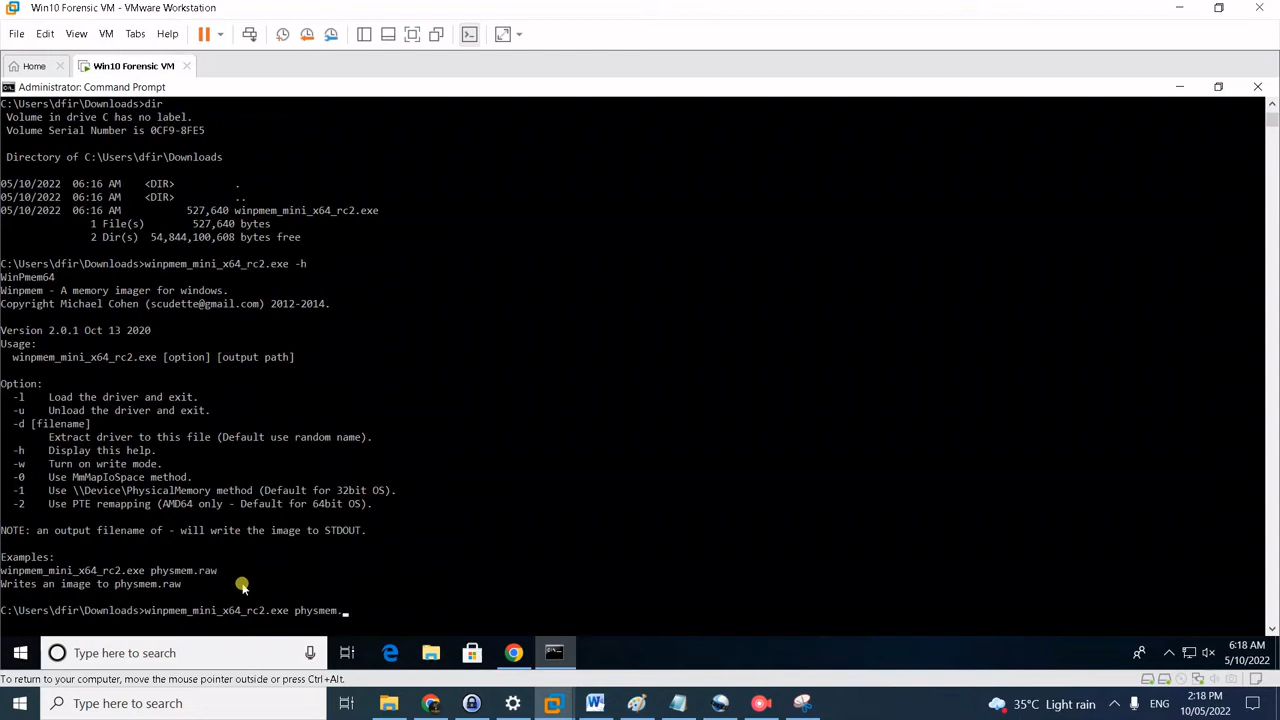 Win10 Forensic VM - VMware Workstation
File Edit View VM Tabs Help
Home Win10 Forensic VM
Administrator: Command Prompt
C:\Users\dfir\Downloads>dir
Volume in drive C has no label.
Volume Serial Number is 0CF9-8FE5
Directory of C:\Users\dfir\Downloads
05/10/2022 06:16 AM <DIR> .
05/10/2022 06:16 AM <DIR> ..
05/10/2022 06:16 AM 527,640 winpmem_mini_x64_rc2.exe
1 File(s) 527,640 bytes
2 Dir(s) 54,844,100,608 bytes free
C:\Users\dfir\Downloads>winpmem_mini_x64_rc2.exe -h
WinPmem64
Winpmem - A memory imager for windows.
Copyright Michael Cohen (scudette@gmail.com) 2012-2014.
Version 2.0.1 Oct 13 2020
Usage:
winpmem_mini_x64_rc2.exe [option] [output path]
Option:
-l Load the driver and exit.
-u Unload the driver and exit.
-d [filename]
Extract driver to this file (Default use random name).
-h Display this help.
-w Turn on write mode.
-0 Use MmMapIoSpace method.
-1 Use \\Device\PhysicalMemory method (Default for 32bit OS).
-2 Use PTE remapping (AMD64 only - Default for 64bit OS).
NOTE: an output filename of - will write the image to STDOUT.
Examples:
winpmem_mini_x64_rc2.exe physmem.raw
Writes an image to physmem.raw
C:\Users\dfir\Downloads>winpmem_mini_x64_rc2.exe physmem._
Type here to search
6:18 AM
5/10/2022
To return to your computer, move the mouse pointer outside or press Ctrl+Alt.
Type here to search
35°C Light rain
ENG
2:18 PM
10/05/2022